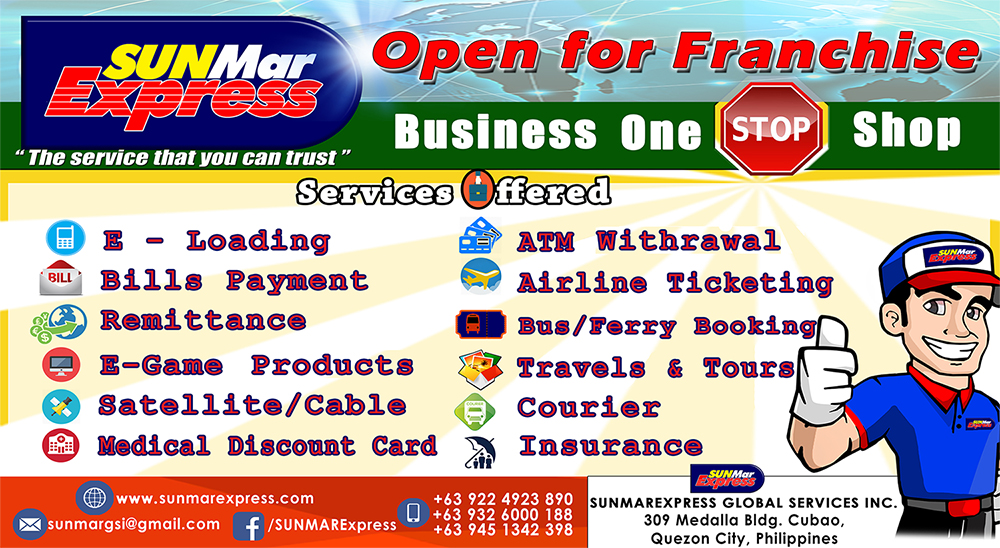 SUNMar
Express
Open for Franchise
Business One STOP Shop
“The service that you can trust”
Services Offered
E - Loading
Bills Payment
BILL
Remittance
E-Game Products
Satellite/Cable
Medical Discount Card
ATM Withrawal
Airline Ticketing
Bus/Ferry Booking
Travels & Tours
Courier
Insurance
SUNMar
Express
SUNMar
Express
www.sunmarexpress.com
sunmargsi@gmail.com
/SUNMARExpress
+63 922 4923 890
+63 932 6000 188
+63 945 1342 398
SUNMar
Express
SUNMAREXPRESS GLOBAL SERVICES INC.
309 Medalla Bldg. Cubao,
Quezon City, Philippines